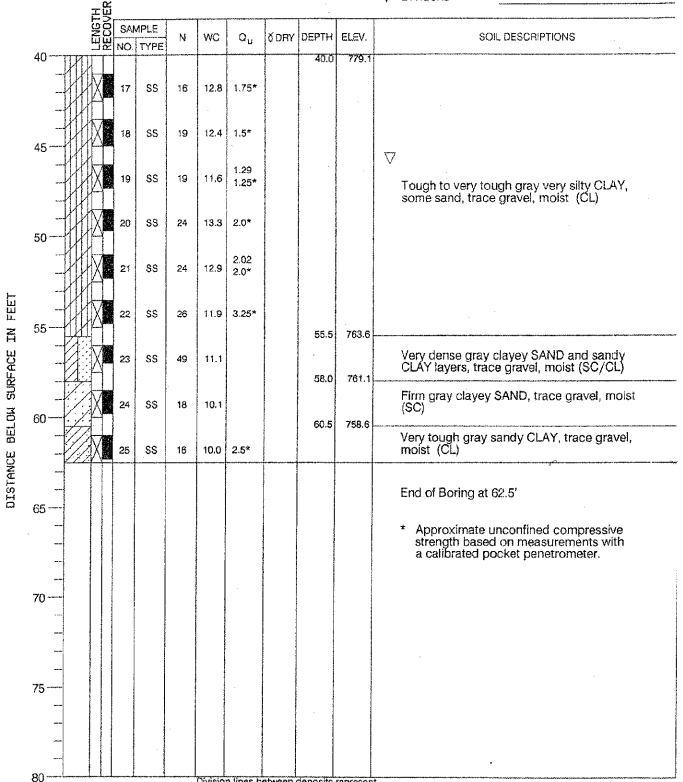 LENGTH
RECOVERY
SAMPLE
NO. TYPE N WC Qu γ DRY DEPTH ELEV. SOIL DESCRIPTIONS
DISTANCE BELOW SURFACE IN FEET
40 40.0 779.1
17 SS 16 12.8 1.75*
18 SS 19 12.4 1.5*
45
19 SS 19 11.6 1.29
1.25*
Tough to very tough gray very silty CLAY,
some sand, trace gravel, moist (CL)
20 SS 24 13.3 2.0*
50
21 SS 24 12.9 2.02
2.0*
22 SS 26 11.9 3.25*
55 55.5 763.6
23 SS 49 11.1
Very dense gray clayey SAND and sandy
CLAY layers, trace gravel, moist (SC/CL)
58.0 761.1
24 SS 18 10.1
Firm gray clayey SAND, trace gravel, moist
(SC)
60 60.5 758.6
25 SS 16 10.0 2.5*
Very tough gray sandy CLAY, trace gravel,
moist (CL)
End of Boring at 62.5'
65
* Approximate unconfined compressive
strength based on measurements with
a calibrated pocket penetrometer.
70
75
80
Division lines between deposits represent